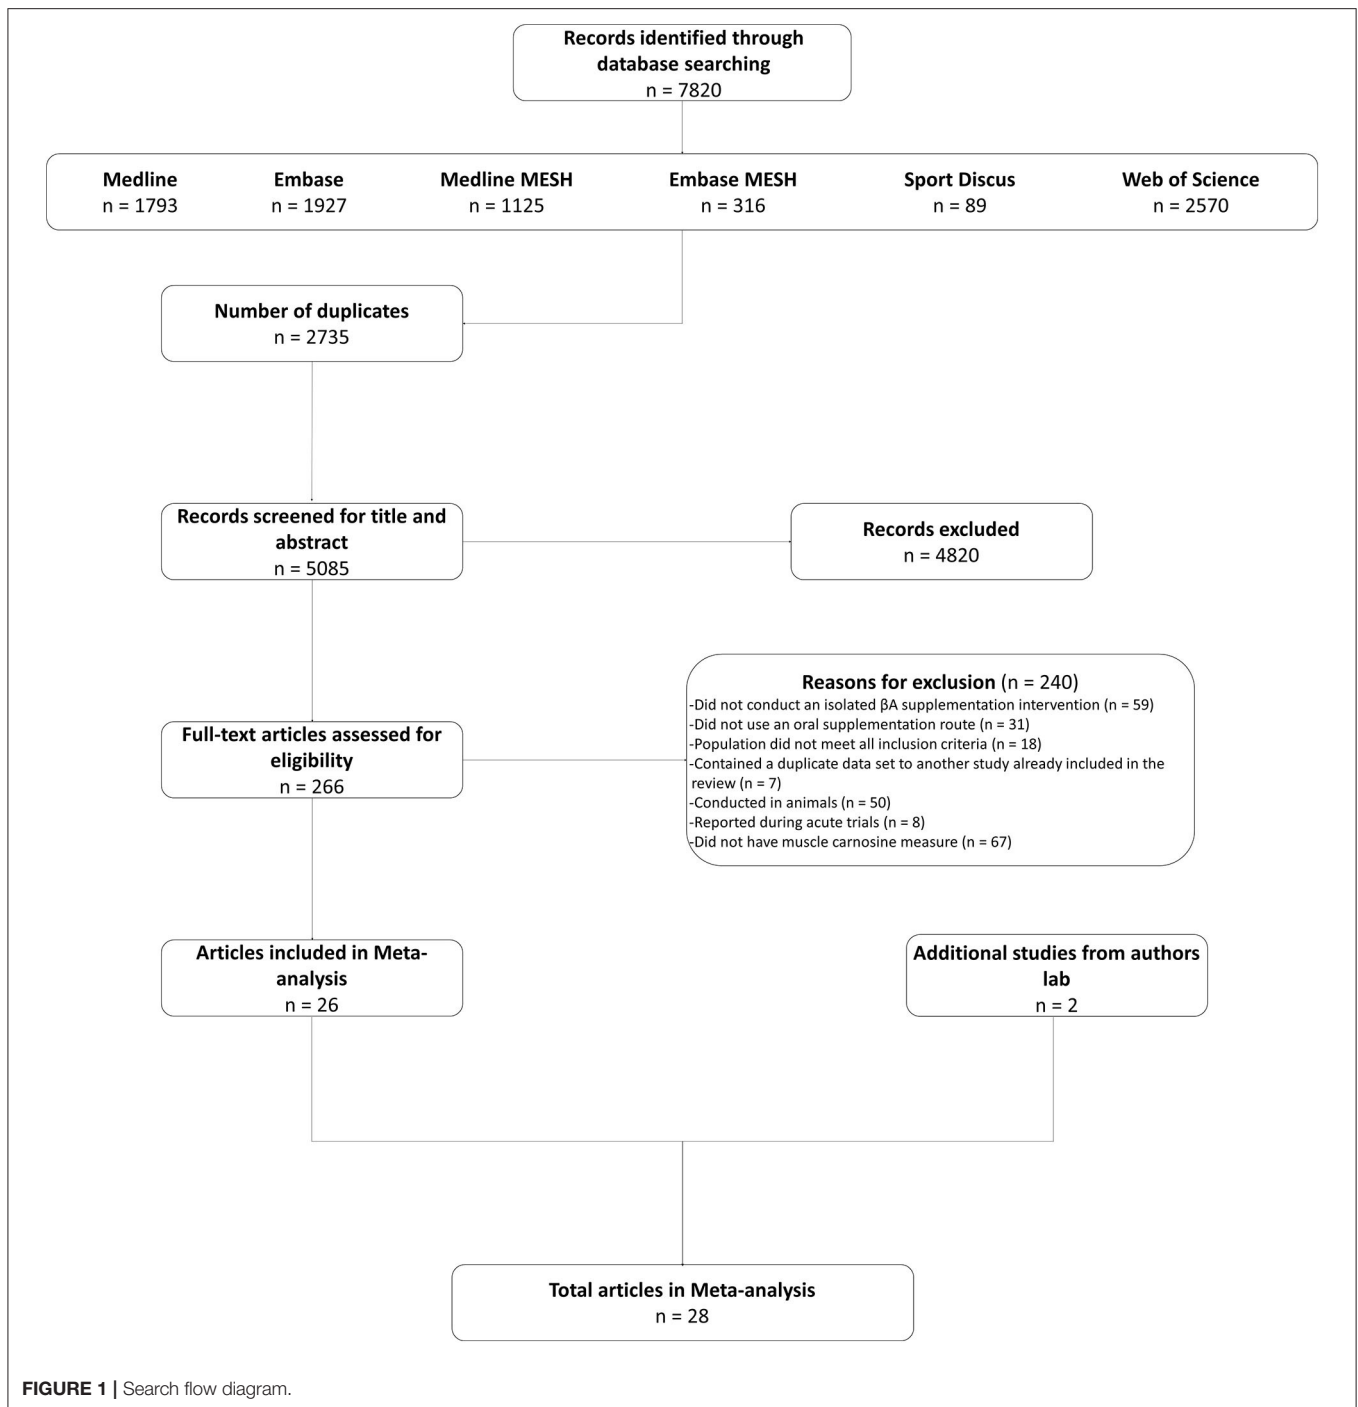 Records identified through
database searching
n = 7820
Medline
n = 1793
Embase
n = 1927
Medline MESH
n = 1125
Embase MESH
n = 316
Sport Discus
n = 89
Web of Science
n = 2570
Number of duplicates
n = 2735
Records screened for title and
abstract
n = 5085
Records excluded
n = 4820
Full-text articles assessed for
eligibility
n = 266
Reasons for exclusion (n = 240)
-Did not conduct an isolated βA supplementation intervention (n = 59)
-Did not use an oral supplementation route (n = 31)
-Population did not meet all inclusion criteria (n = 18)
-Contained a duplicate data set to another study already included in the
review (n = 7)
-Conducted in animals (n = 50)
-Reported during acute trials (n = 8)
-Did not have muscle carnosine measure (n = 67)
Articles included in Meta-
analysis
n = 26
Additional studies from authors
lab
n = 2
Total articles in Meta-analysis
n = 28
FIGURE 1 | Search flow diagram.